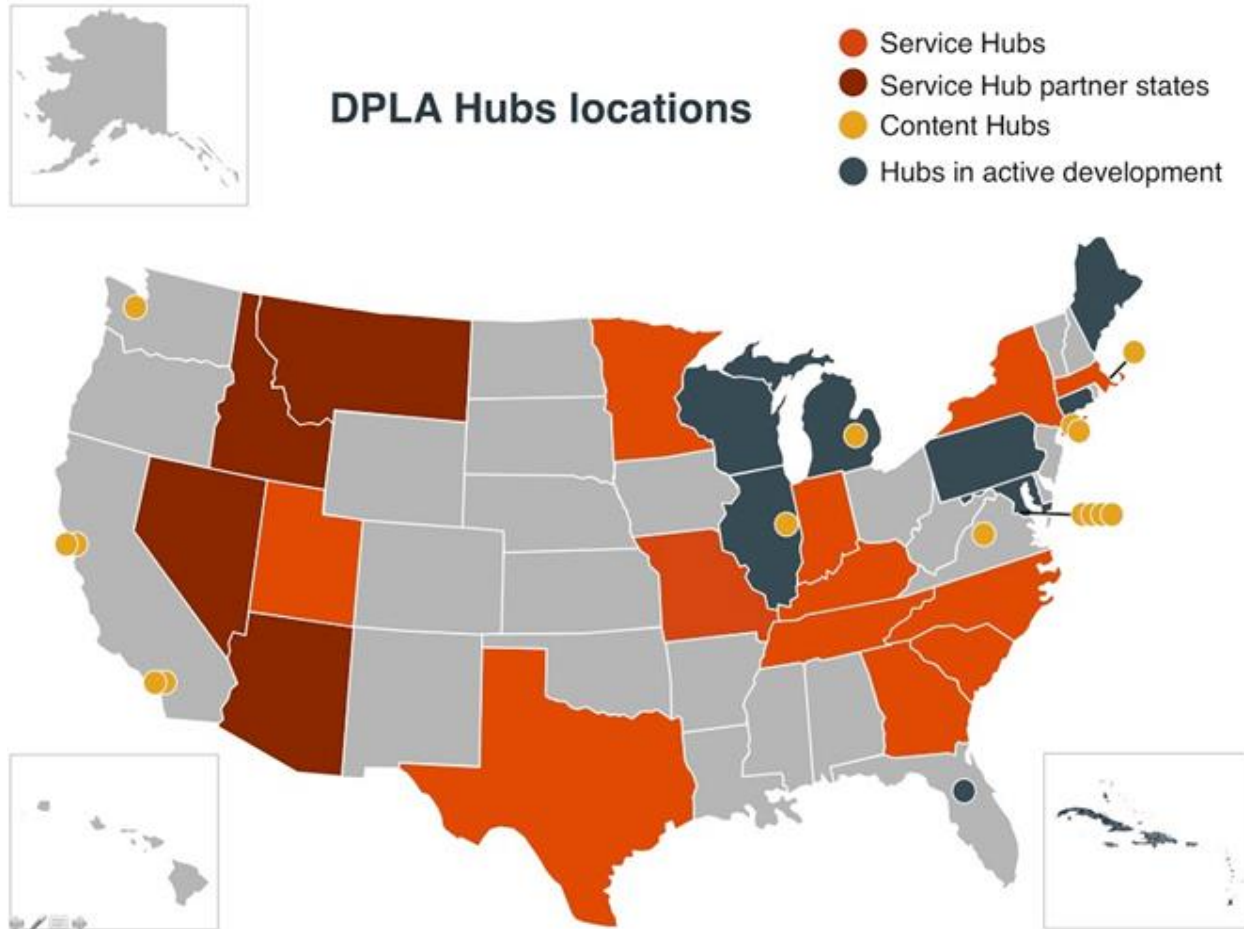 DPLA Hubs locations
Service Hubs
Service Hub partner states
Content Hubs
Hubs in active development